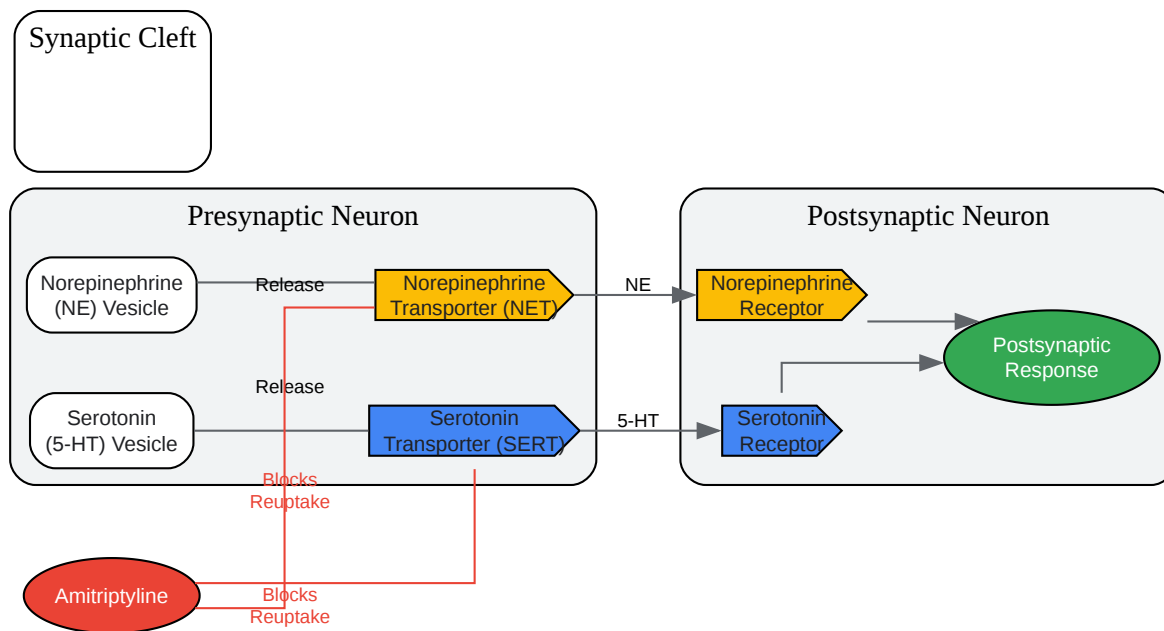 Synaptic Cleft
Presynaptic Neuron
Postsynaptic Neuron
Norepinephrine
(NE) Vesicle
Release
Norepinephrine
Transporter (NET)
NE
Norepinephrine
Receptor
Postsynaptic
Response
Release
Serotonin
(5-HT) Vesicle
Serotonin
Transporter (SERT)
5-HT
Serotonin
Receptor
Blocks
Reuptake
Amitriptyline
Blocks
Reuptake